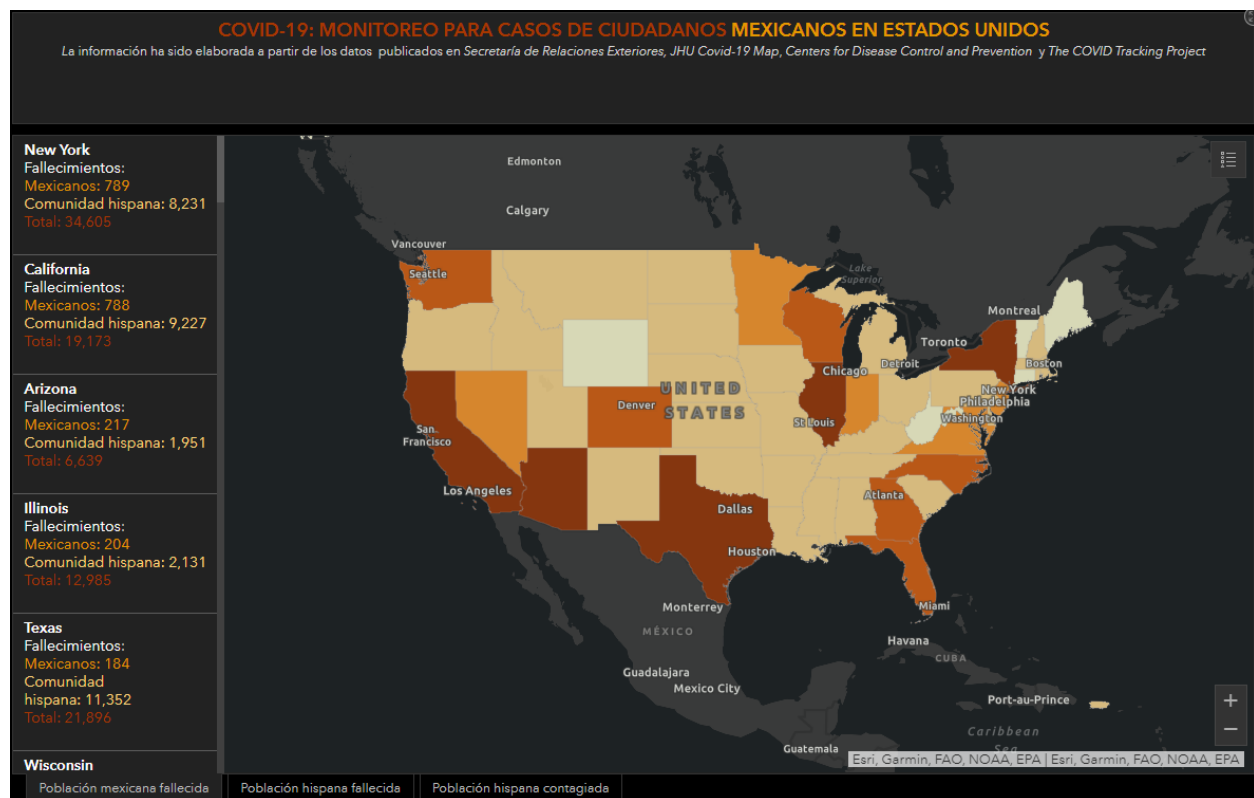 COVID-19: MONITOREO PARA CASOS DE CIUDADANOS MEXICANOS EN ESTADOS UNIDOS
La información ha sido elaborada a partir de los datos publicados en Secretaría de Relaciones Exteriores, JHU Covid-19 Map, Centers for Disease Control and Prevention y The COVID Tracking Project
New York
Fallecimientos:
Mexicanos: 789
Comunidad hispana: 8,231
Total: 34,605
California
Fallecimientos:
Mexicanos: 788
Comunidad hispana: 9,227
Total: 19,173
Arizona
Fallecimientos:
Mexicanos: 217
Comunidad hispana: 1,951
Total: 6,639
Illinois
Fallecimientos:
Mexicanos: 204
Comunidad hispana: 2,131
Total: 12,985
Texas
Fallecimientos:
Mexicanos: 184
Comunidad
hispana: 11,352
Total: 21,896
Wisconsin
Edmonton
Calgary
Vancouver
Seattle
Lake
Superior
Montreal
Toronto
Boston
Detroit
Chicago
New York
Philadelphia
Washington
UNITED
STATES
Denver
St Louis
San
Francisco
Los Angeles
Atlanta
Dallas
Houston
Miami
Monterrey
MÉXICO
Havana
CUBA
Guadalajara
Mexico City
Port-au-Prince
Caribbean
Sea
Guatemala
+
−
Esri, Garmin, FAO, NOAA, EPA | Esri, Garmin, FAO, NOAA, EPA
Población mexicana fallecida
Población hispana fallecida
Población hispana contagiada